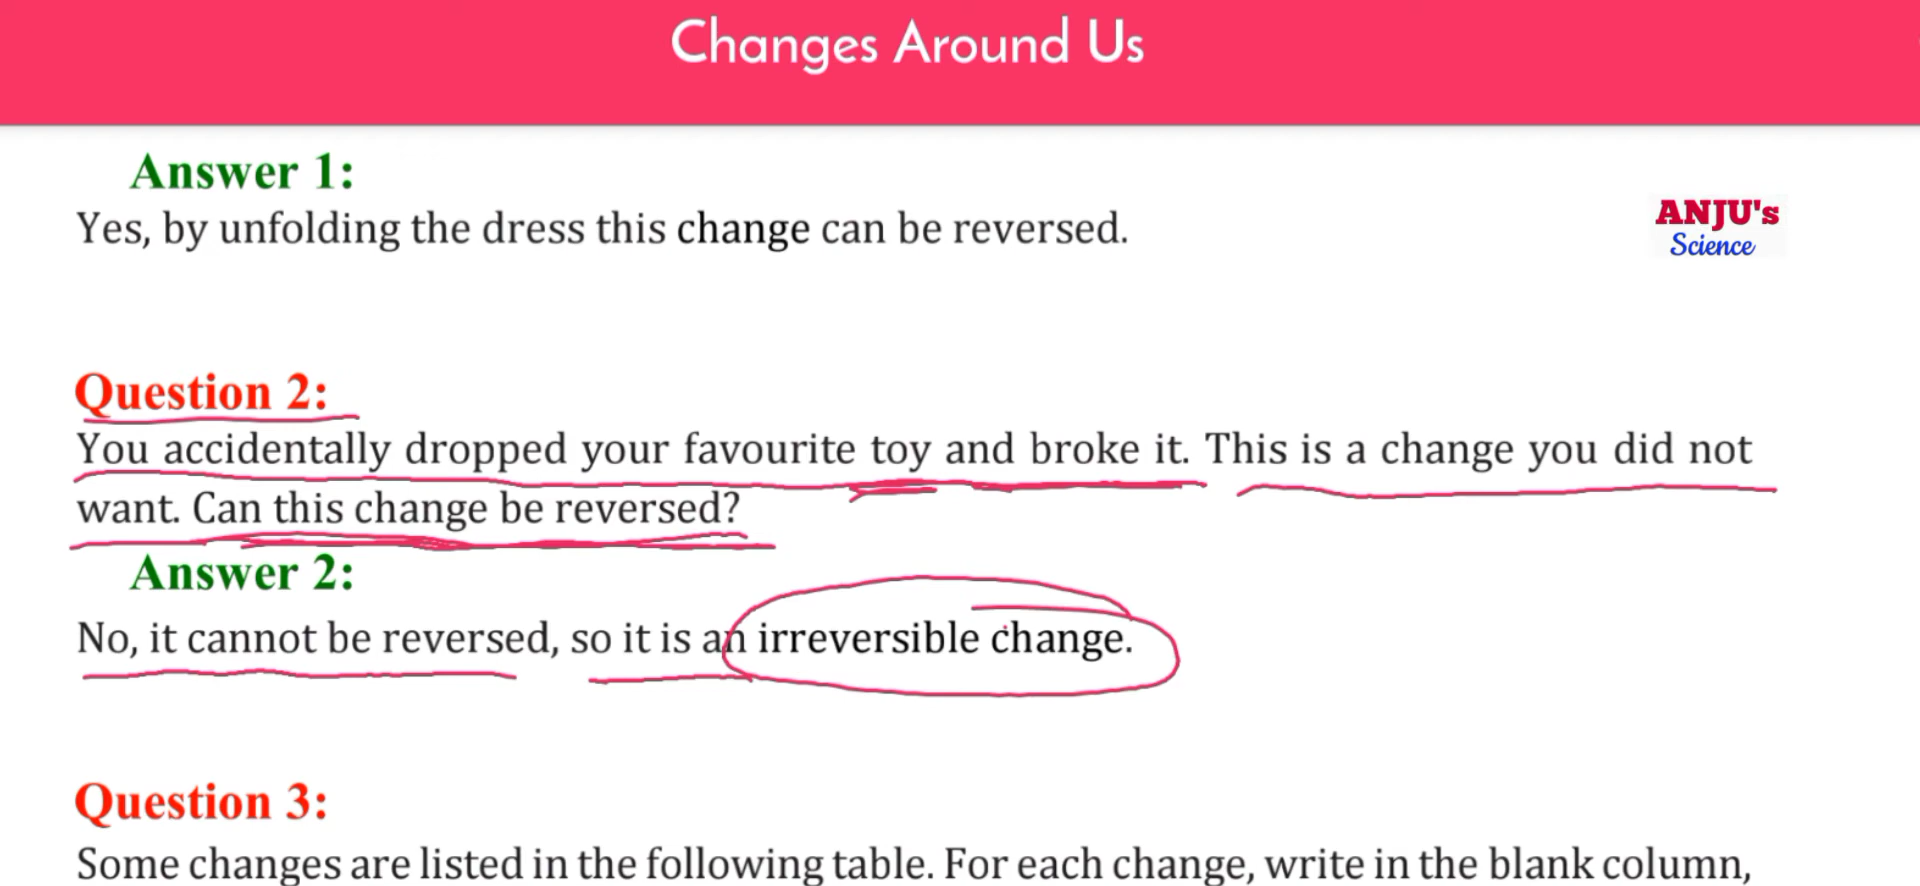 Changes Around Us
Answer 1:
Yes, by unfolding the dress this change can be reversed.
ANJU's
Science
Question 2:
You accidentally dropped your favourite toy and broke it. This is a change you did not
want. Can this change be reversed?
Answer 2:
No, it cannot be reversed, so it is an irreversible change.
Question 3:
Some changes are listed in the following table. For each change, write in the blank column,